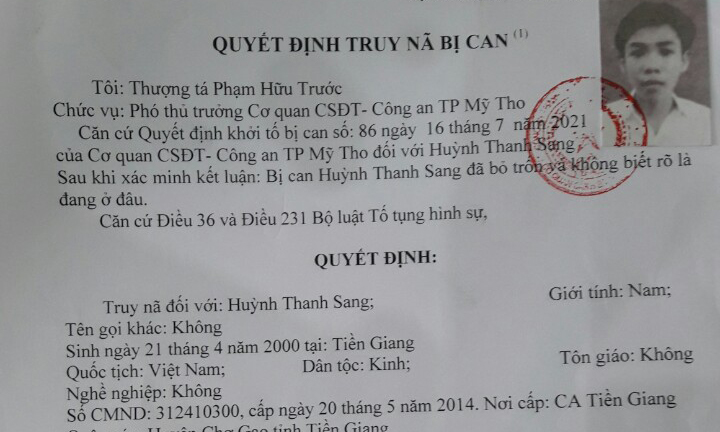 QUYẾT ĐỊNH TRUY NÃ BỊ CAN (1)
Tôi: Thượng tá Phạm Hữu Trước
Chức vụ: Phó thủ trưởng Cơ quan CSĐT- Công an TP Mỹ Tho
Căn cứ Quyết định khởi tố bị can số: 86 ngày 16 tháng 7 năm 2021
của Cơ quan CSĐT- Công an TP Mỹ Tho đối với Huỳnh Thanh Sang
Sau khi xác minh kết luận: Bị can Huỳnh Thanh Sang đã bỏ trốn và không biết rõ là
đang ở đâu.
Căn cứ Điều 36 và Điều 231 Bộ luật Tố tụng hình sự,
QUYẾT ĐỊNH:
Truy nã đối với: Huỳnh Thanh Sang; Giới tính: Nam;
Tên gọi khác: Không
Sinh ngày 21 tháng 4 năm 2000 tại: Tiền Giang
Quốc tịch: Việt Nam; Dân tộc: Kinh; Tôn giáo: Không
Nghề nghiệp: Không
Số CMND: 312410300, cấp ngày 20 tháng 5 năm 2014. Nơi cấp: CA Tiền Giang
Huyện Chợ Gạo tỉnh Tiền Giang